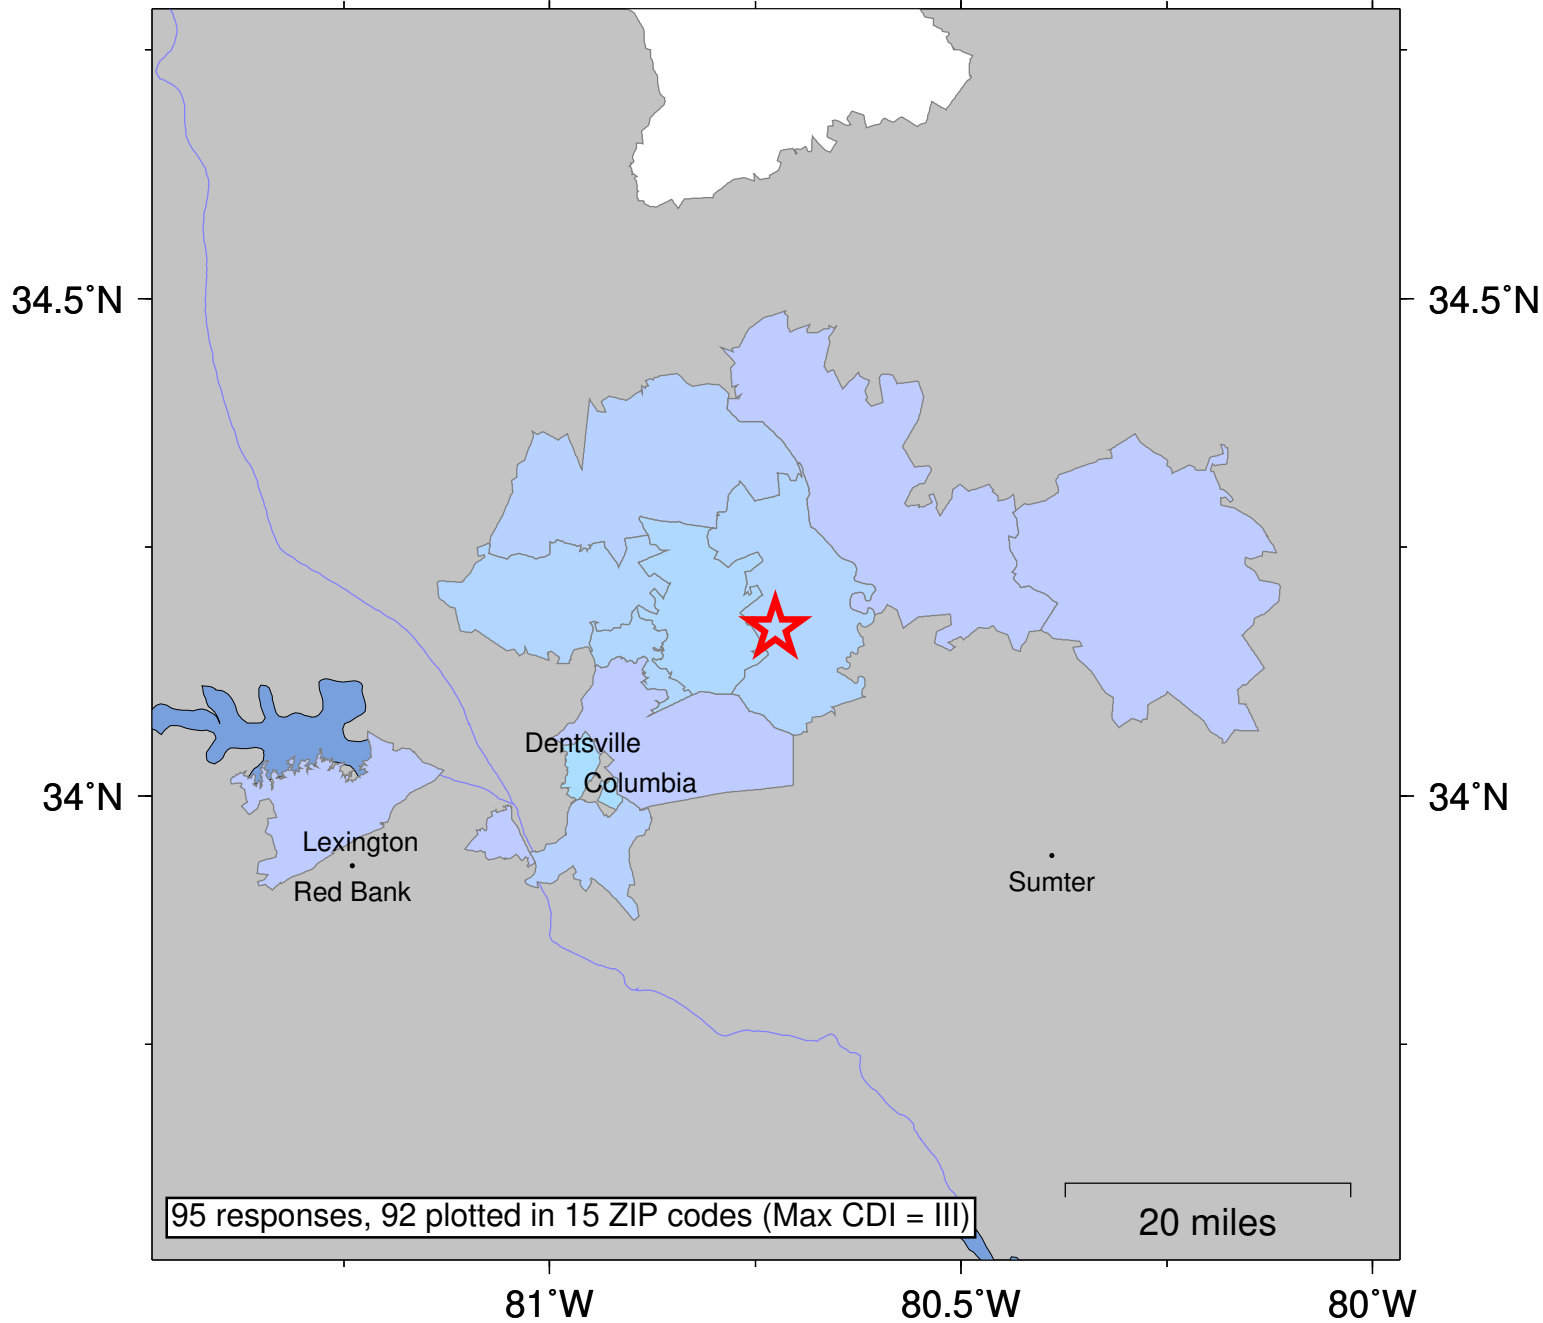 34.5°N
34.5°N
Dentsville
Columbia
34°N
34°N
Lexington
Red Bank
Sumter
95 responses, 92 plotted in 15 ZIP codes (Max CDI = III)
20 miles
81°W
80.5°W
80°W